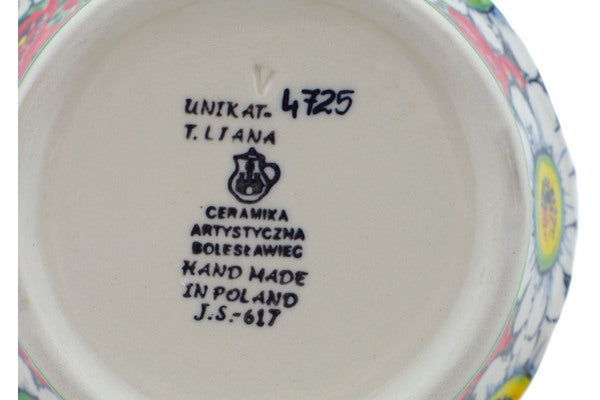 V
UNIKAT- 4725
T. LIANA
CERAMIKA
ARTYSTYCZNA
BOLESŁAWIEC
HAND MADE
IN POLAND
J.S.-617